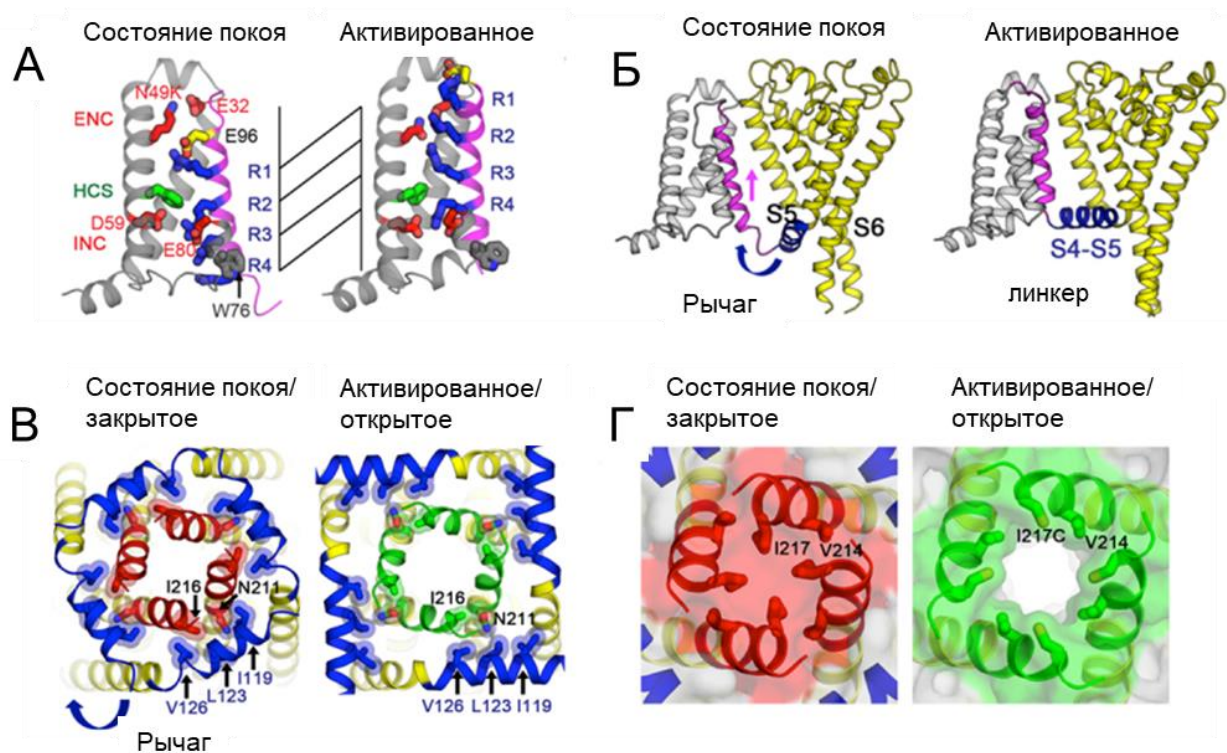 А
Состояние покоя
Активированное
N49K
E32
ENC
E96
R1
HCS
R2
D59
R3
INC
E80
R4
W76
R1
R2
R3
R4
Б
Состояние покоя
Активированное
S5
S6
Рычаг
S4-S5
линкер
В
Состояние покоя/
закрытое
Активированное/
открытое
I216
N211
I119
L123
V126
Рычаг
I216
N211
V126 L123 I119
Г
Состояние покоя/
закрытое
Активированное/
открытое
I217 V214
I217C V214